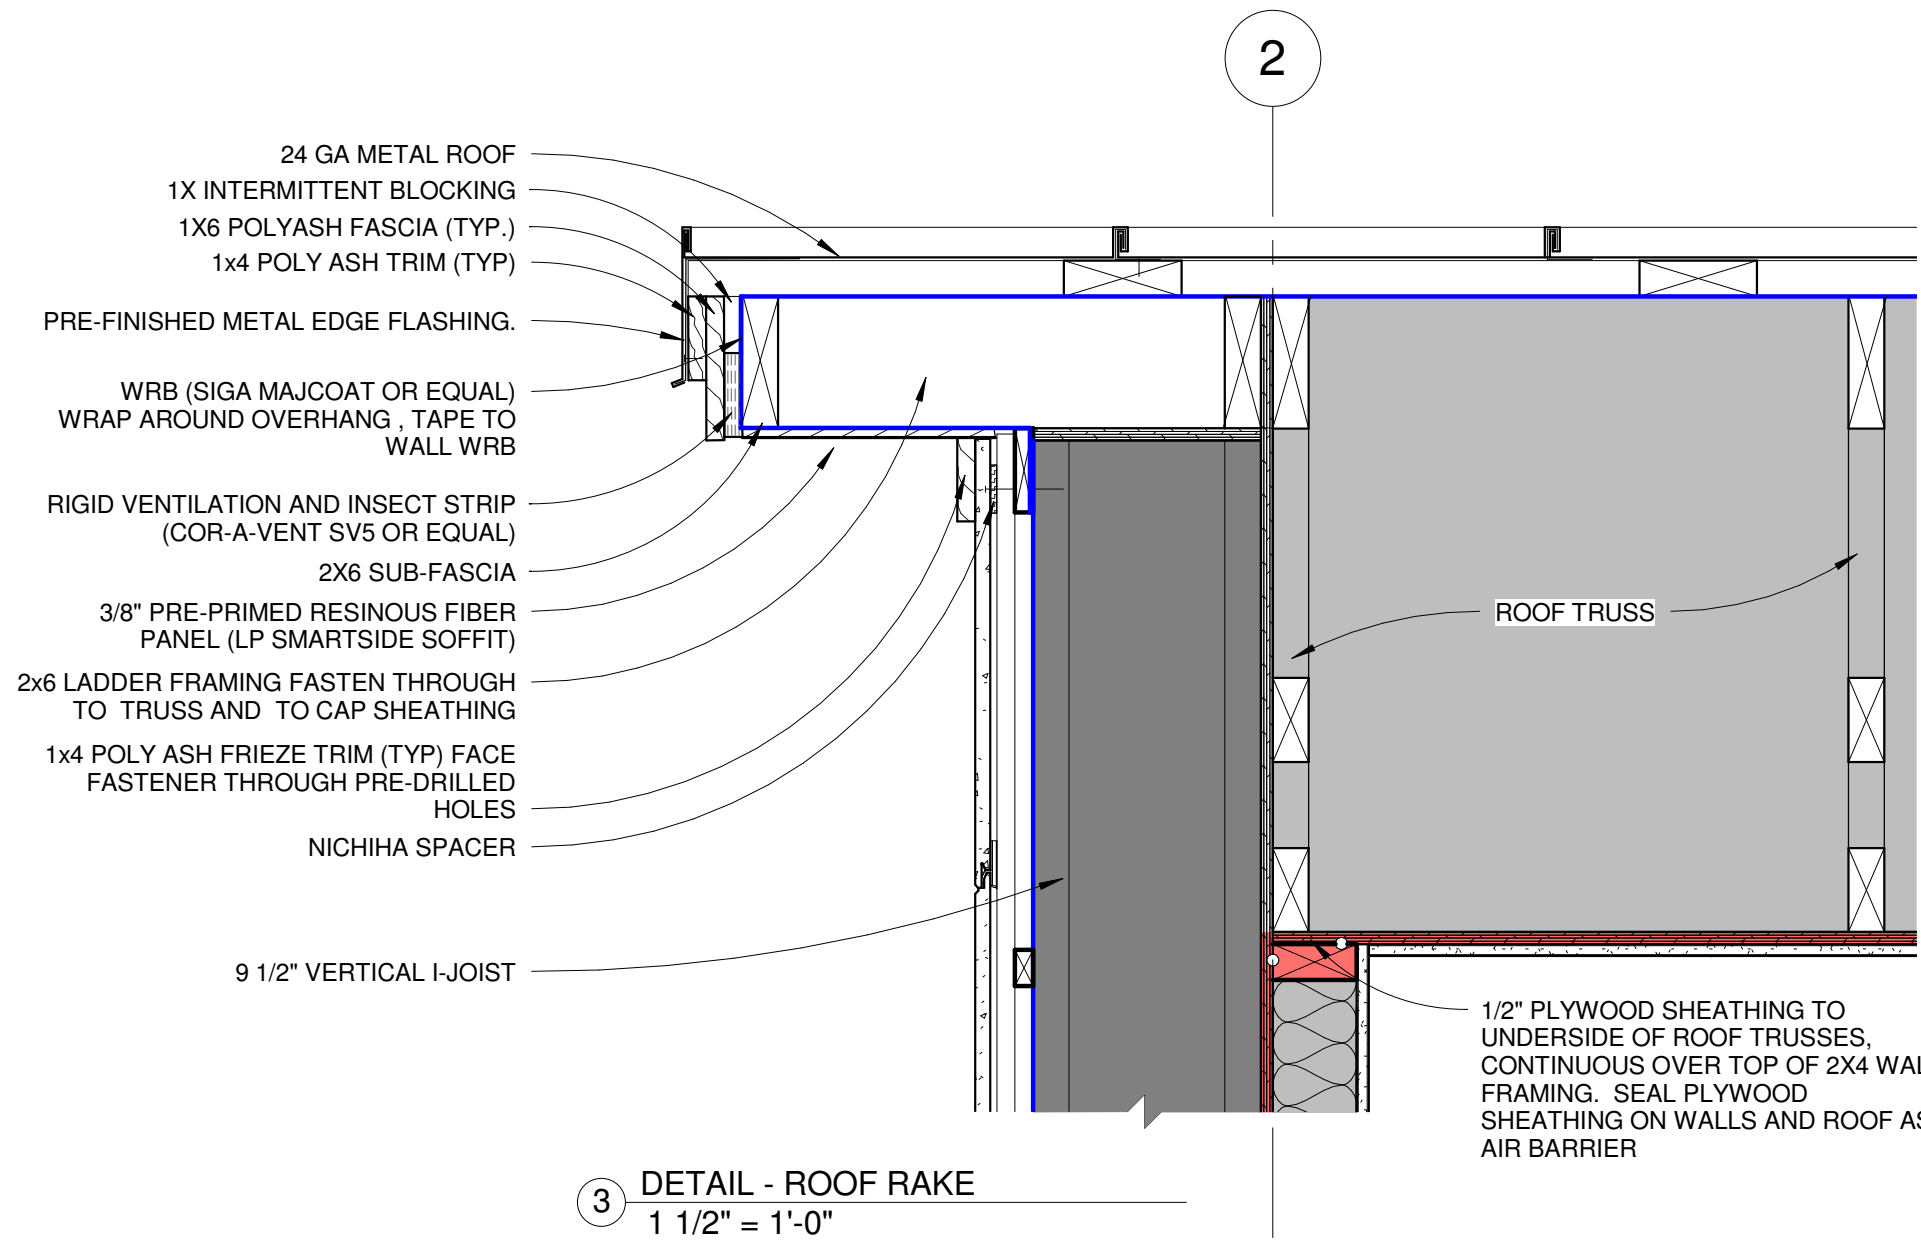 2
24 GA METAL ROOF
1X INTERMITTENT BLOCKING
1X6 POLYASH FASCIA (TYP.)
1x4 POLY ASH TRIM (TYP)
PRE-FINISHED METAL EDGE FLASHING.
WRB (SIGA MAJCOAT OR EQUAL)
WRAP AROUND OVERHANG , TAPE TO
WALL WRB
RIGID VENTILATION AND INSECT STRIP
(COR-A-VENT SV5 OR EQUAL)
2X6 SUB-FASCIA
3/8" PRE-PRIMED RESINOUS FIBER
PANEL (LP SMARTSIDE SOFFIT)
2x6 LADDER FRAMING FASTEN THROUGH
TO TRUSS AND TO CAP SHEATHING
1x4 POLY ASH FRIEZE TRIM (TYP) FACE
FASTENER THROUGH PRE-DRILLED
HOLES
NICHIHA SPACER
9 1/2" VERTICAL I-JOIST
ROOF TRUSS
1/2" PLYWOOD SHEATHING TO
UNDERSIDE OF ROOF TRUSSES,
CONTINUOUS OVER TOP OF 2X4
FRAMING. SEAL PLYWOOD
SHEATHING ON WALLS AND ROOF AS
AIR BARRIER
3 DETAIL - ROOF RAKE
1 1/2" = 1'-0"